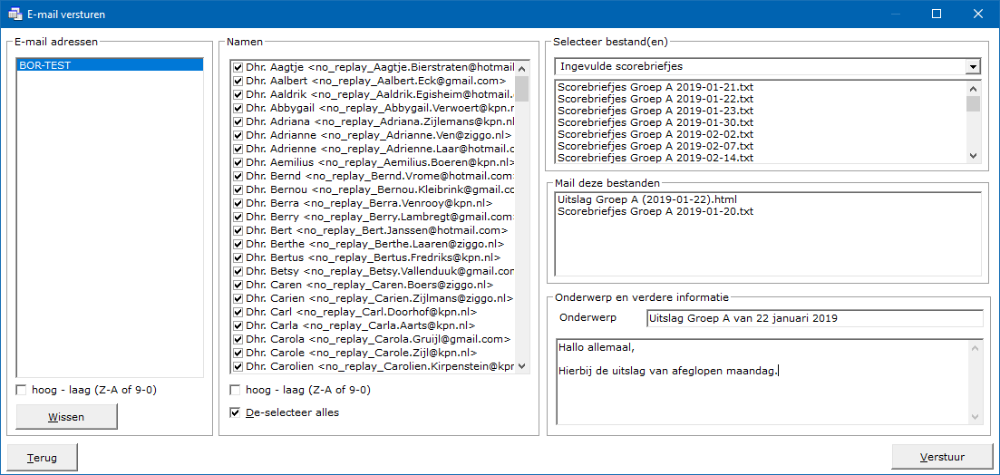 E-mail versturen
E-mail adressen
BOR-TEST
hoog - laag (Z-A of 9-0)
Wissen
Terug
Namen
Dhr. Aagtje <no_replay_Aagtje.Bierstraten@hotmail
Dhr. Aalbert <no_replay_Aalbert.Eck@gmail.com>
Dhr. Aaldrik <no_replay_Aaldrik.Egisheim@hotmail.c
Dhr. Abbygail <no_replay_Abbygail.Verwoert@kpn.n
Dhr. Adriana <no_replay_Adriana.Zijlemans@kpn.nl
Dhr. Adrianne <no_replay_Adrianne.Ven@ziggo.nl>
Dhr. Adrienne <no_replay_Adrienne.Laar@hotmail.c
Dhr. Aemilius <no_replay_Aemilius.Boeren@kpn.nl>
Dhr. Bernd <no_replay_Bernd.Vrome@hotmail.com>
Dhr. Bernou <no_replay_Bernou.Kleibrink@gmail.co
Dhr. Berra <no_replay_Berra.Venrooy@kpn.nl>
Dhr. Berry <no_replay_Berry.Lambregt@gmail.com>
Dhr. Bert <no_replay_Bert.Janssen@hotmail.com>
Dhr. Berthe <no_replay_Berthe.Laaren@ziggo.nl>
Dhr. Bertus <no_replay_Bertus.Fredriks@kpn.nl>
Dhr. Betsy <no_replay_Betsy.Vallenduuk@gmail.com
Dhr. Caren <no_replay_Caren.Boers@ziggo.nl>
Dhr. Carien <no_replay_Carien.Zijlmans@ziggo.nl>
Dhr. Carl <no_replay_Carl.Doorhof@kpn.nl>
Dhr. Carla <no_replay_Carla.Aarts@kpn.nl>
Dhr. Carola <no_replay_Carola.Gruijl@gmail.com>
Dhr. Carole <no_replay_Carole.Zijl@kpn.nl>
Dhr. Carolien <no_replay_Carolien.Kirpenstein@kpr
hoog - laag (Z-A of 9-0)
De-selecteer alles
Selecteer bestand(en)
Ingevulde scorebriefjes
Scorebriefjes Groep A 2019-01-21.txt
Scorebriefjes Groep A 2019-01-22.txt
Scorebriefjes Groep A 2019-01-23.txt
Scorebriefjes Groep A 2019-01-30.txt
Scorebriefjes Groep A 2019-02-02.txt
Scorebriefjes Groep A 2019-02-07.txt
Scorebriefjes Groep A 2019-02-14.txt
Mail deze bestanden
Uitslag Groep A (2019-01-22).html
Scorebriefjes Groep A 2019-01-20.txt
Onderwerp en verdere informatie
Onderwerp
Uitslag Groep A van 22 januari 2019
Hallo allemaal,
Hierbij de uitslag van afeglopen maandag.
Verstuur